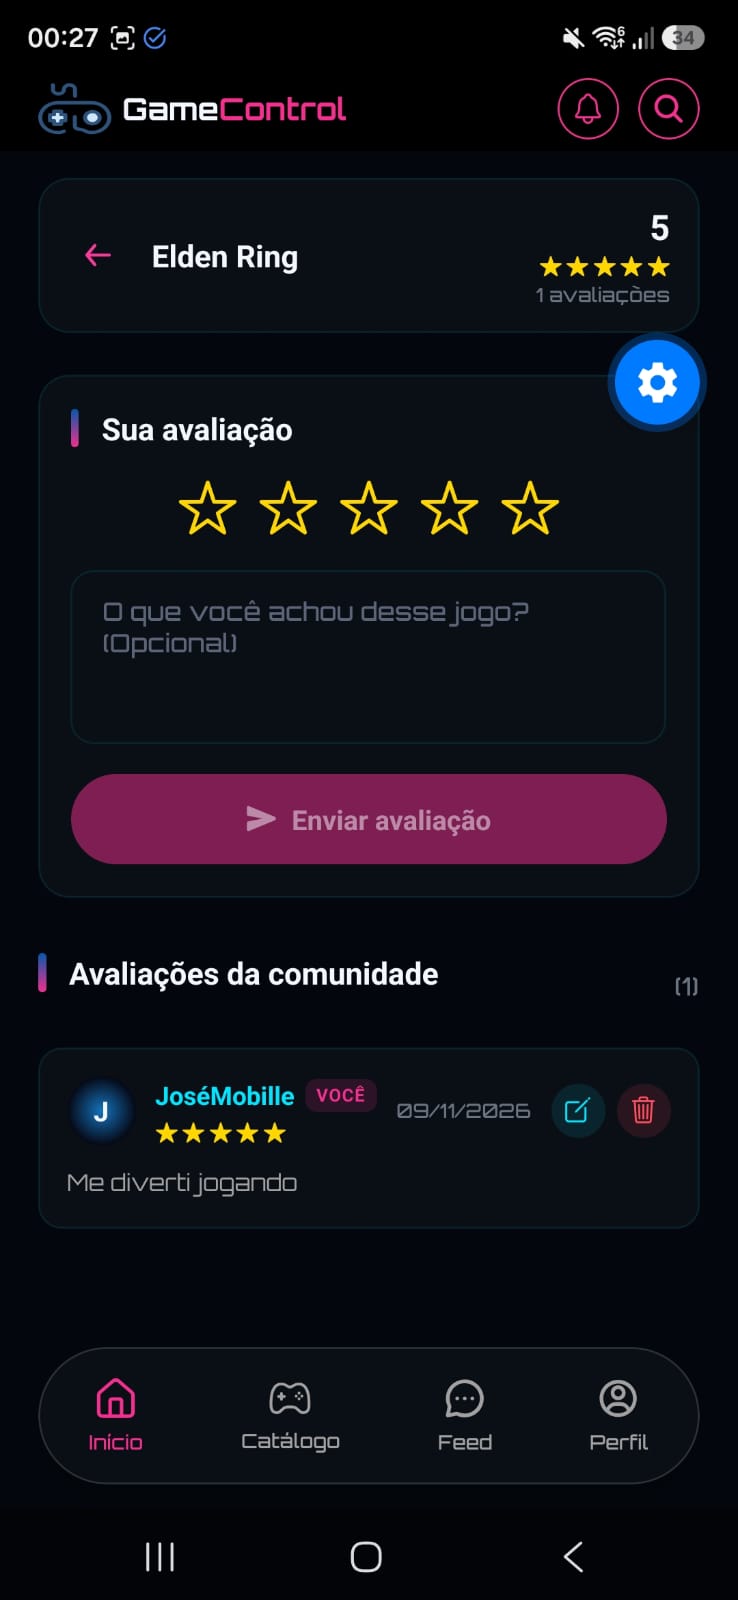 00:27
34
GameControl
Elden Ring
5
1 avaliações
Sua avaliação
O que você achou desse jogo?
(Opcional)
Enviar avaliação
Avaliações da comunidade
(1)
J
JoséMobille
VOCÊ
09/11/2026
Me diverti jogando
Início
Catálogo
Feed
Perfil